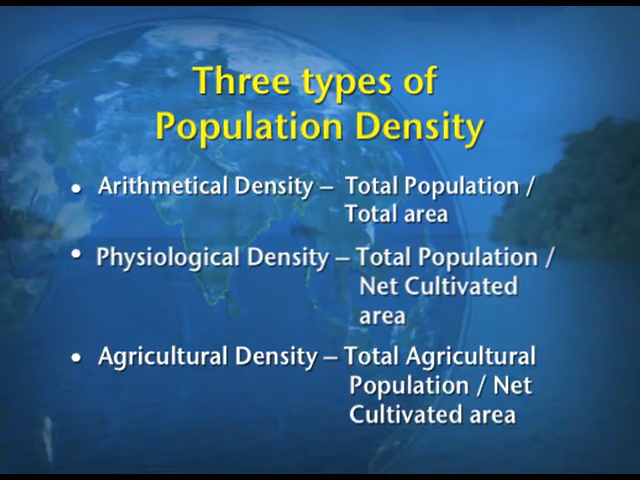 Three types of
Population Density
• Arithmetical Density – Total Population /
Total area
• Physiological Density – Total Population /
Net Cultivated
area
• Agricultural Density – Total Agricultural
Population / Net
Cultivated area